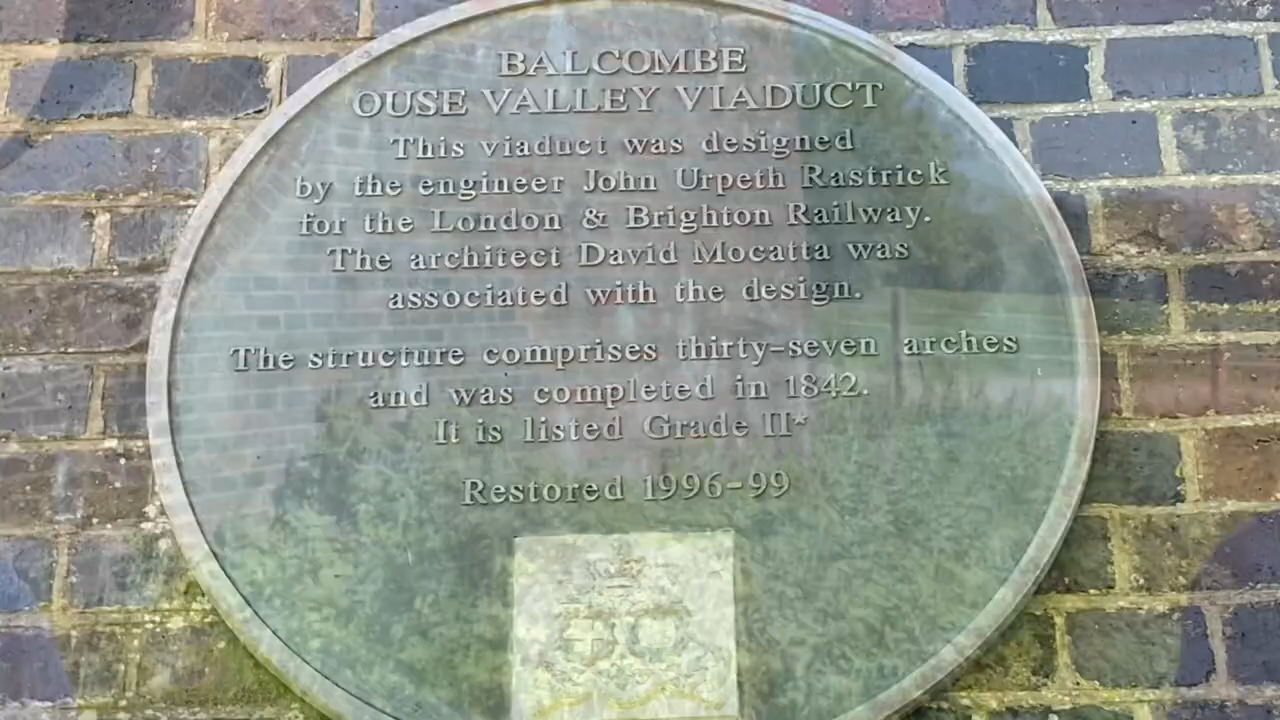 BALCOMBE
OUSE VALLEY VIADUCT
This viaduct was designed
by the engineer John Urpeth Rastrick
for the London & Brighton Railway.
The architect David Mocatta was
associated with the design.
The structure comprises thirty-seven arches
and was completed in 1842.
It is listed Grade II*
Restored 1996-99